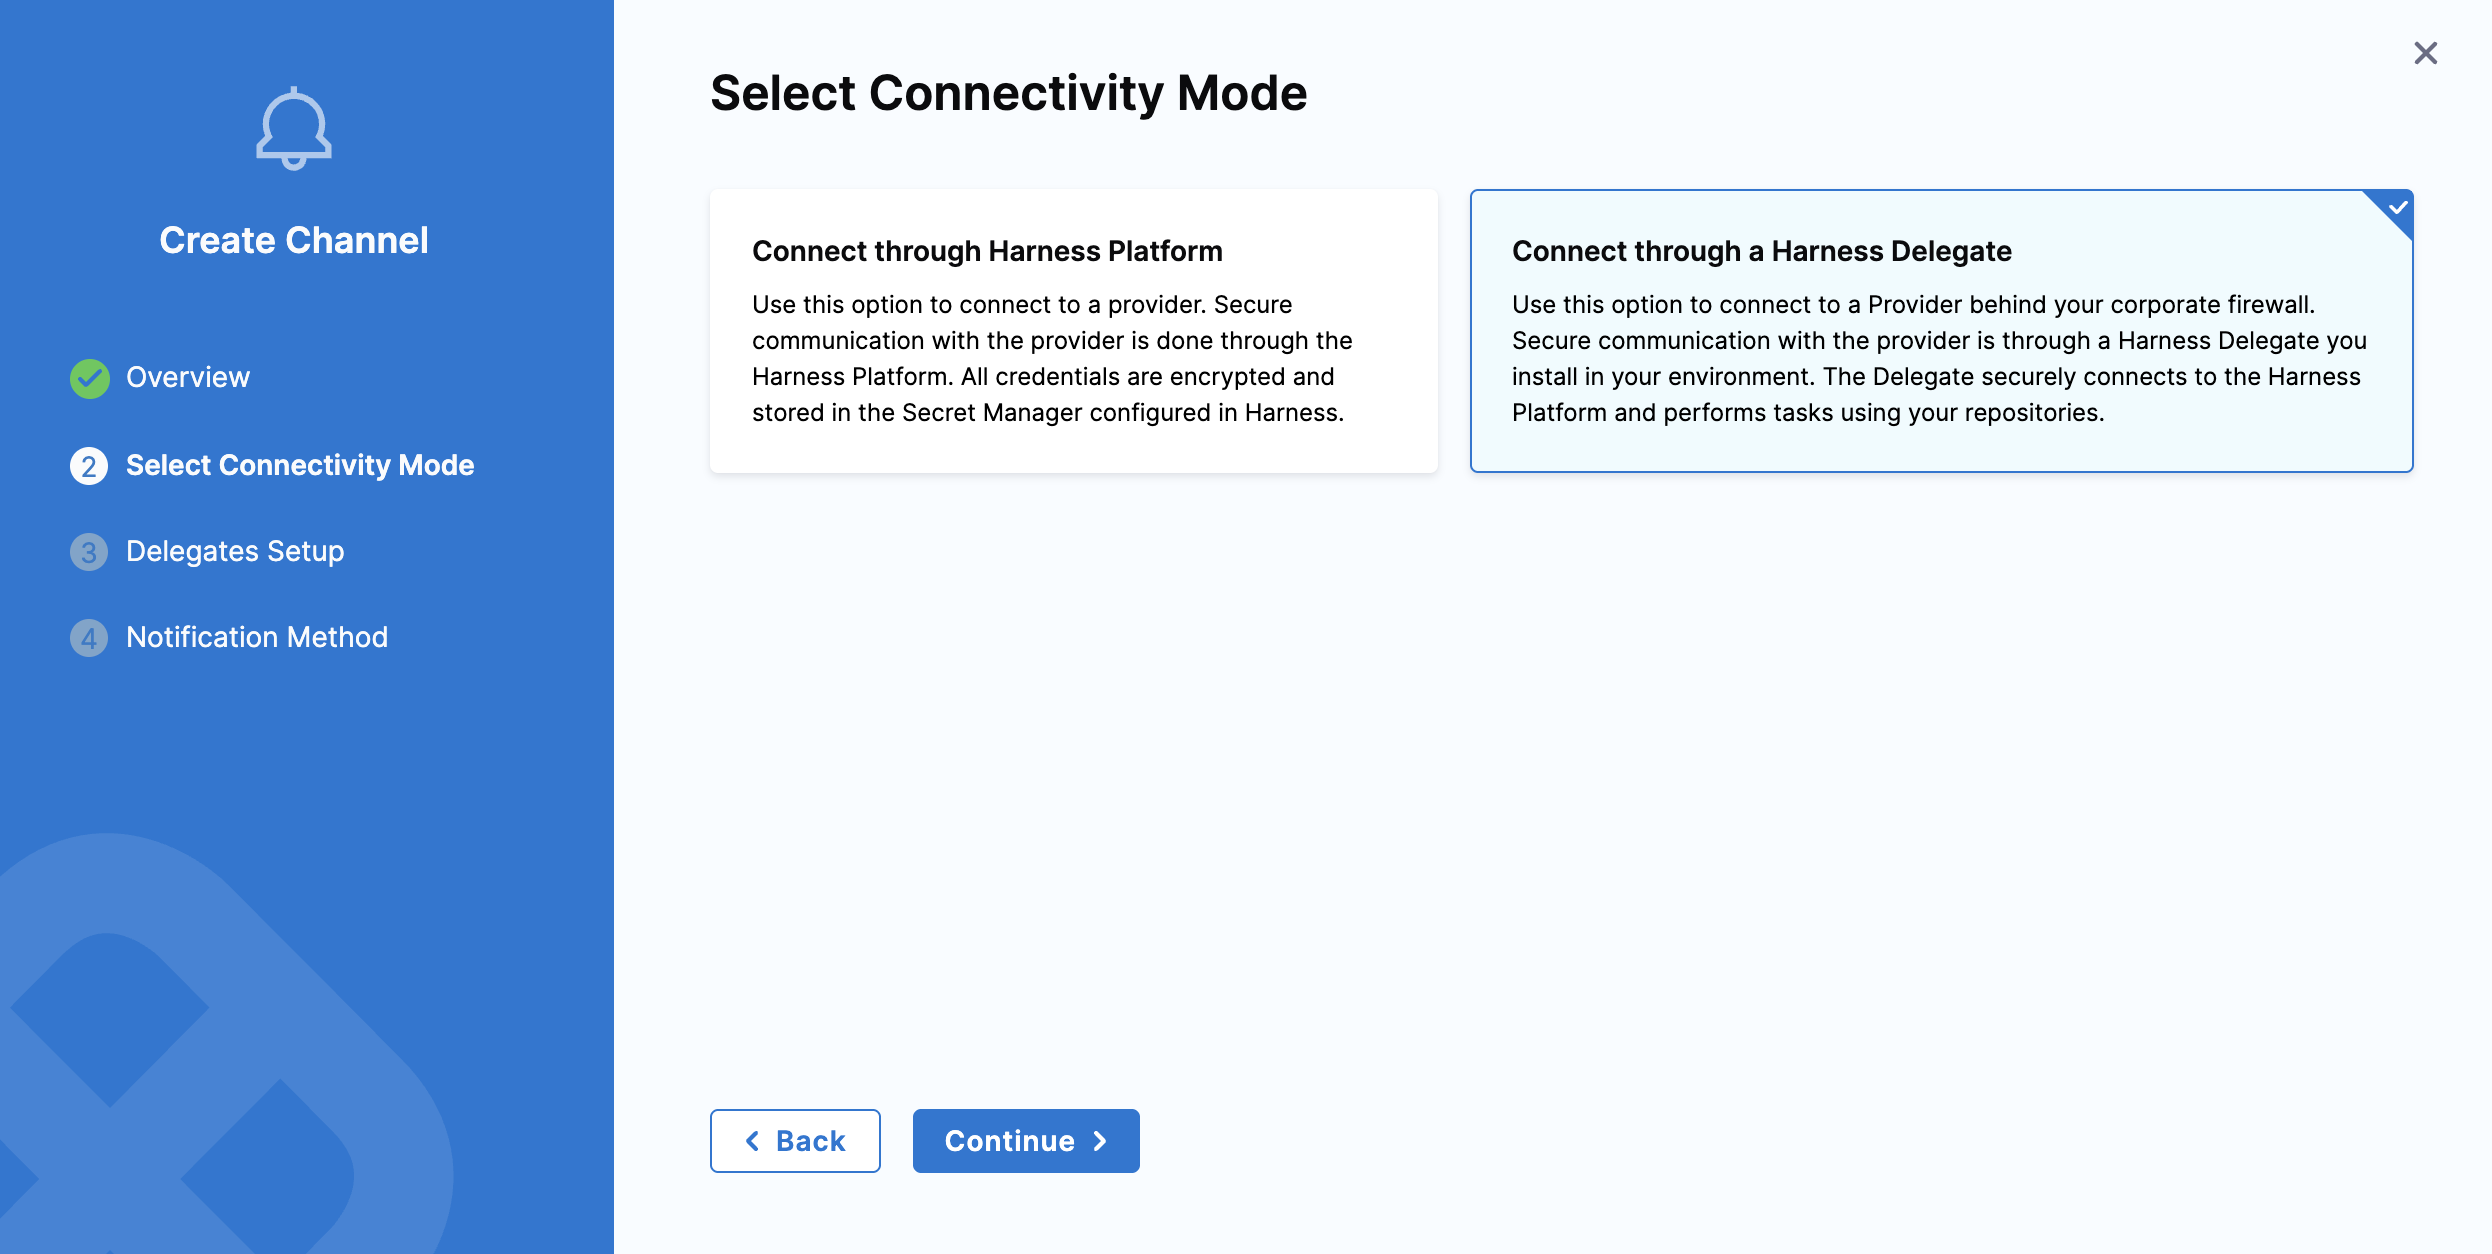 Create Channel
Overview
2 Select Connectivity Mode
3 Delegates Setup
4 Notification Method
Select Connectivity Mode
Connect through Harness Platform
Use this option to connect to a provider. Secure
communication with the provider is done through the
Harness Platform. All credentials are encrypted and
stored in the Secret Manager configured in Harness.
Connect through a Harness Delegate
Use this option to connect to a Provider behind your corporate firewall.
Secure communication with the provider is through a Harness Delegate you
install in your environment. The Delegate securely connects to the Harness
Platform and performs tasks using your repositories.
Back
Continue